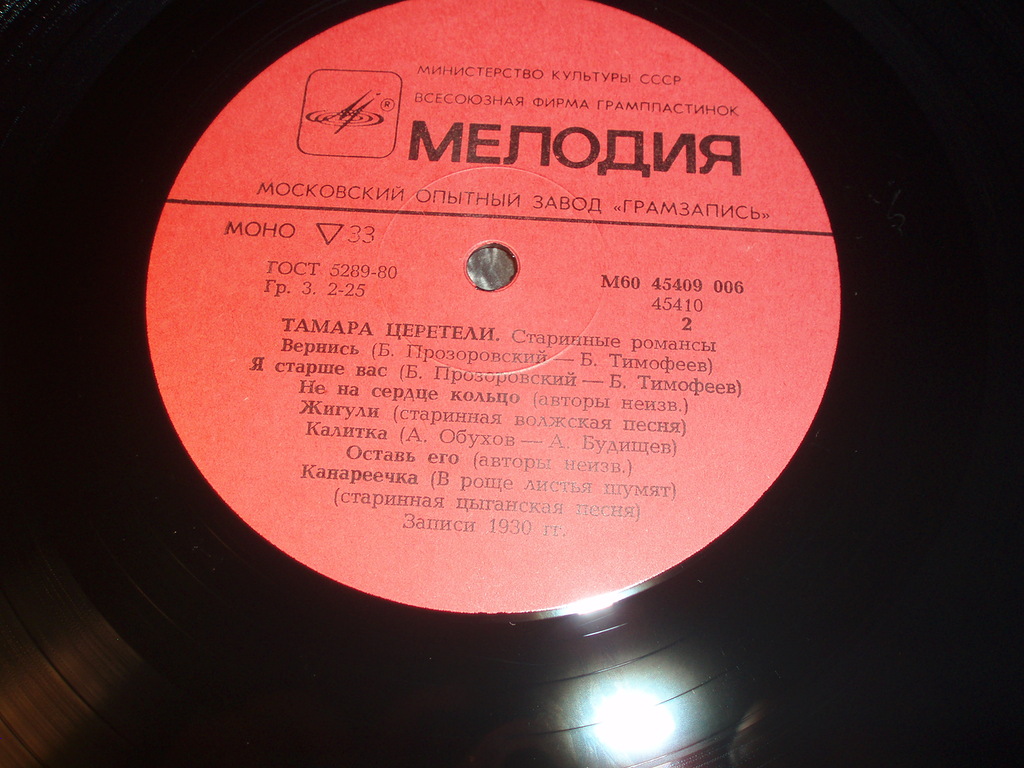 МИНИСТЕРСТВО КУЛЬТУРЫ СССР
ВСЕСОЮЗНАЯ ФИРМА ГРАМПЛАСТИНОК
®
МЕЛОДИЯ
МОСКОВСКИЙ ОПЫТНЫЙ ЗАВОД «ГРАМЗАПИСЬ»
МОНО ▽ 33
ГОСТ 5289-80
Гр. 3. 2-25
М60 45409 006
45410
2
ТАМАРА ЦЕРЕТЕЛИ. Старинные романсы
Вернись (Б. Прозоровский — Б. Тимофеев)
Я старше вас (Б. Прозоровский — Б. Тимофеев)
Не на сердце кольцо (авторы неизв.)
Жигули (старинная волжская песня)
Калитка (А. Обухов — А. Будищев)
Оставь его (авторы неизв.)
Канареечка (В роще листья шумят)
(старинная цыганская песня)
Записи 1930 гг.